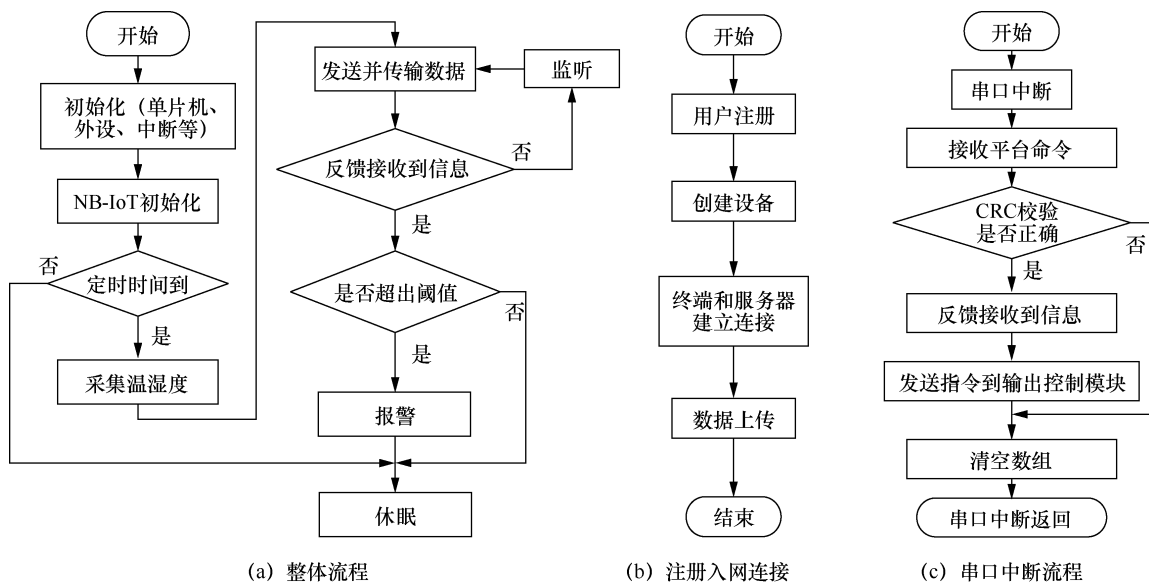 开始
初始化（单片机、
外设、中断等）
NB-IoT初始化
否
定时时间到
是
采集温湿度
发送并传输数据
监听
否
反馈接收到信息
是
是否超出阈值
否
是
报警
休眠
(a) 整体流程
开始
用户注册
创建设备
终端和服务器
建立连接
数据上传
结束
(b) 注册入网连接
开始
串口中断
接收平台命令
CRC校验
是否正确
否
是
反馈接收到信息
发送指令到输出控制模块
清空数组
串口中断返回
(c) 串口中断流程